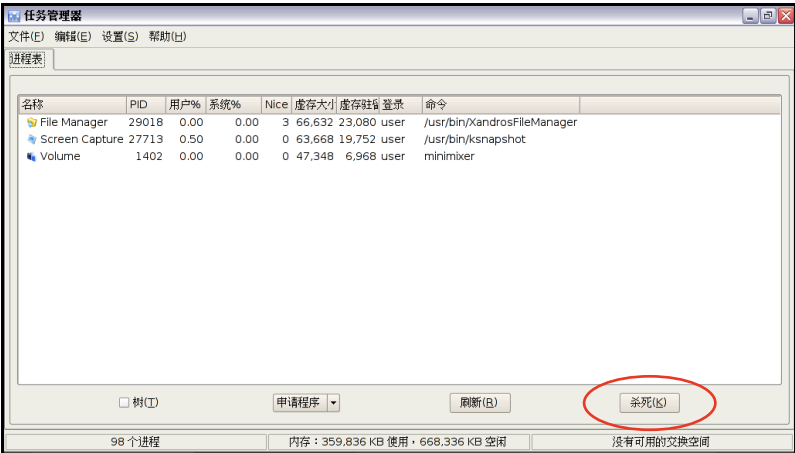 任务管理器
文件(F) 编辑(E) 设置(S) 帮助(H)
进程表
名称 PID 用户% 系统% Nice 虚存大小 虚存驻留 登录 命令
File Manager 29018 0.00 0.00 3 66,632 23,080 user /usr/bin/XandrosFileManager
Screen Capture 27713 0.50 0.00 0 63,668 19,752 user /usr/bin/ksnapshot
Volume 1402 0.00 0.00 0 47,348 6,968 user minimixer
树(T) 申请程序 刷新(R) 杀死(K)
98 个进程 内存：359,836 KB 使用，668,336 KB 空闲 没有可用的交换空间